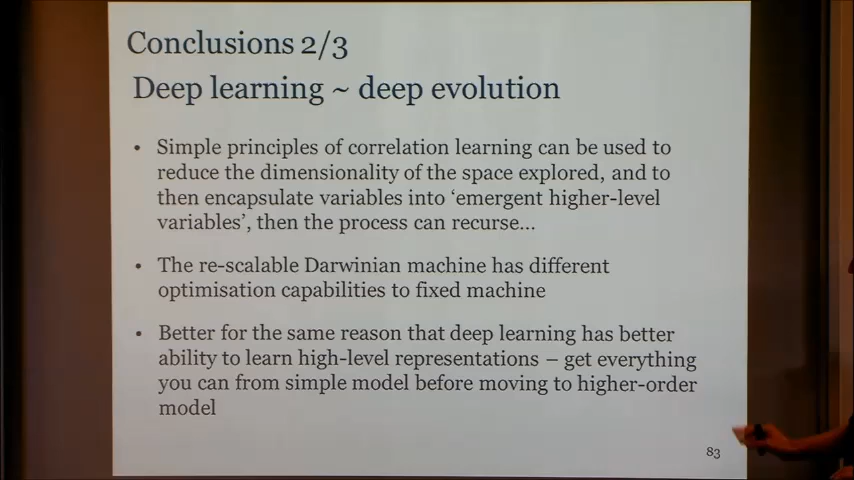 Conclusions 2/3
Deep learning ~ deep evolution
• Simple principles of correlation learning can be used to
reduce the dimensionality of the space explored, and to
then encapsulate variables into ‘emergent higher-level
variables’, then the process can recurse...
• The re-scalable Darwinian machine has different
optimisation capabilities to fixed machine
• Better for the same reason that deep learning has better
ability to learn high-level representations – get everything
you can from simple model before moving to higher-order
model
83